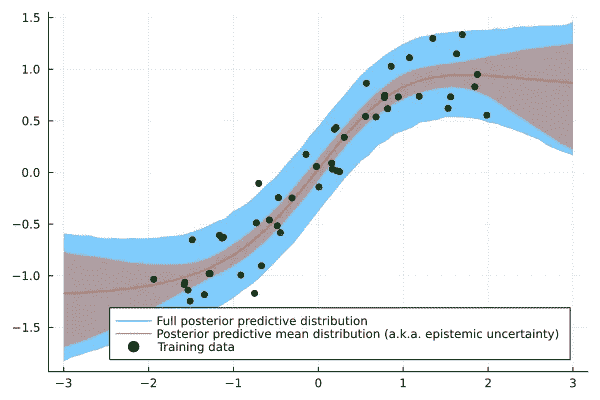 1.5
1.0
0.5
0.0
−0.5
−1.0
−1.5
Full posterior predictive distribution
Posterior predictive mean distribution (a.k.a. epistemic uncertainty)
Training data
−3 −2 −1 0 1 2 3